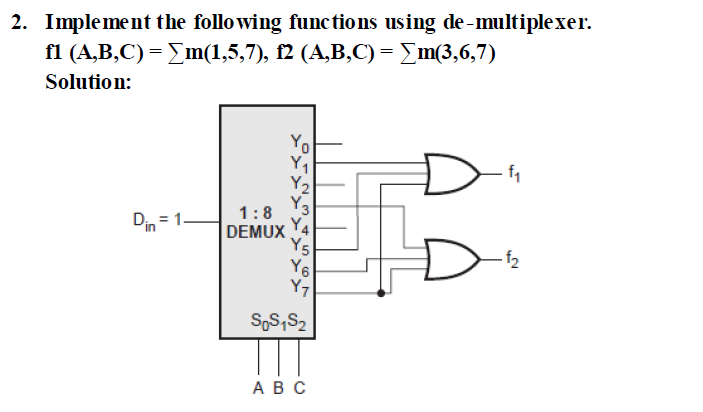 2. Implement the following functions using de-multiplexer.
f1 (A,B,C) = ∑m(1,5,7), f2 (A,B,C) = ∑m(3,6,7)
Solution:
Y₀
Y₁
f₁
Y₂
Y₃
Dᵢₙ = 1
1 : 8
Y₄
DEMUX
Y₅
f₂
Y₆
Y₇
S₀S₁S₂
A B C